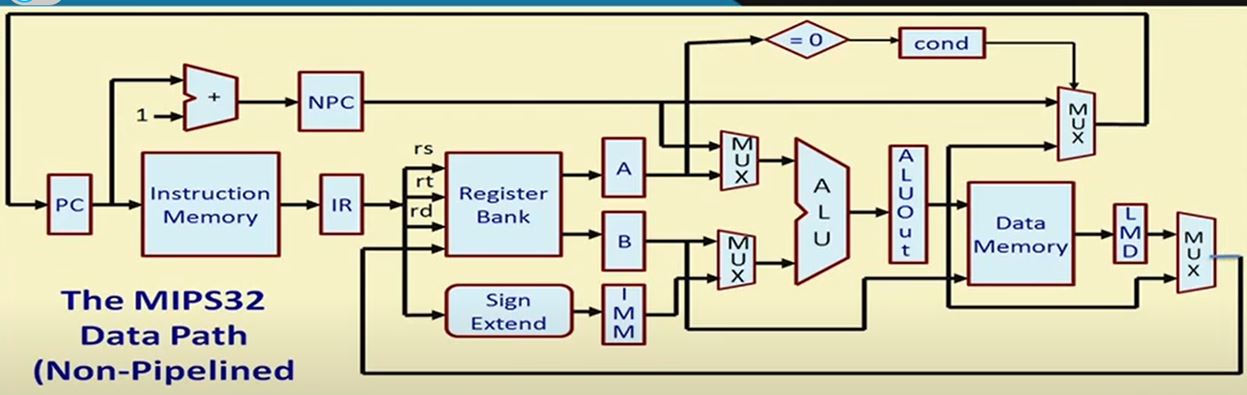 = 0
cond
+
NPC
1
MUX
rs
rt
rd
PC
Instruction
Memory
IR
Register
Bank
A
B
MUX
MUX
ALU
ALUOut
Data
Memory
LMD
MUX
Sign
Extend
IMM
The MIPS32
Data Path
(Non-Pipelined